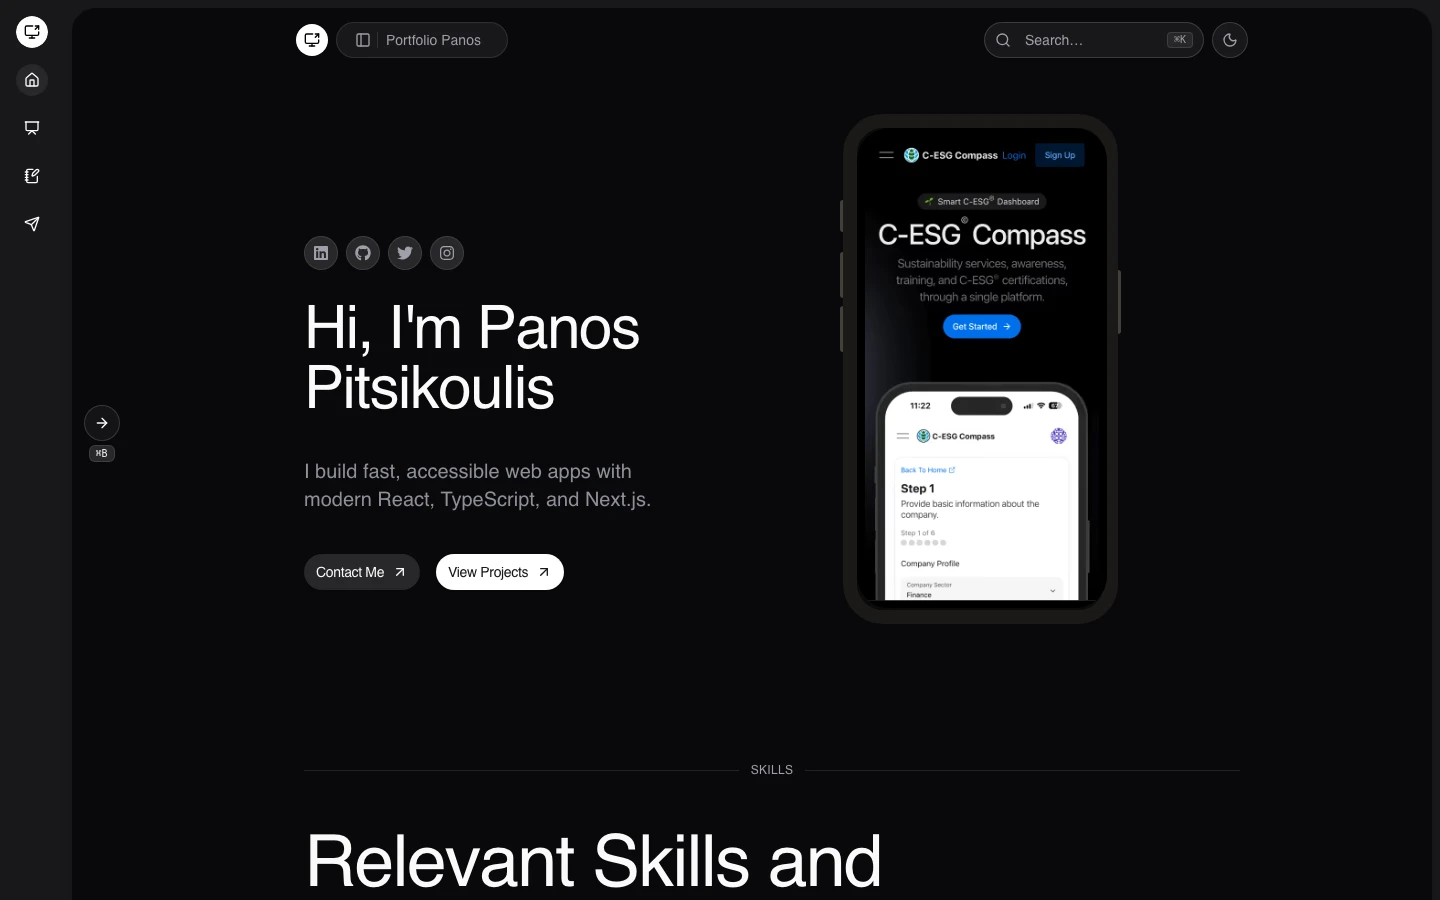 Portfolio Panos
Search...
⌘K
Hi, I'm Panos
Pitsikoulis
I build fast, accessible web apps with
modern React, TypeScript, and Next.js.
Contact Me
View Projects
⌘B
C-ESG Compass
Login
Sign Up
Smart C-ESG® Dashboard
C-ESG© Compass
Sustainability services, awareness,
training, and C-ESG® certifications,
through a single platform.
Get Started
11:22
C-ESG Compass
Back To Home
Step 1
Provide basic information about the
company.
Step 1 of 6
Company Profile
Company Sector
Finance
SKILLS
Relevant Skills and